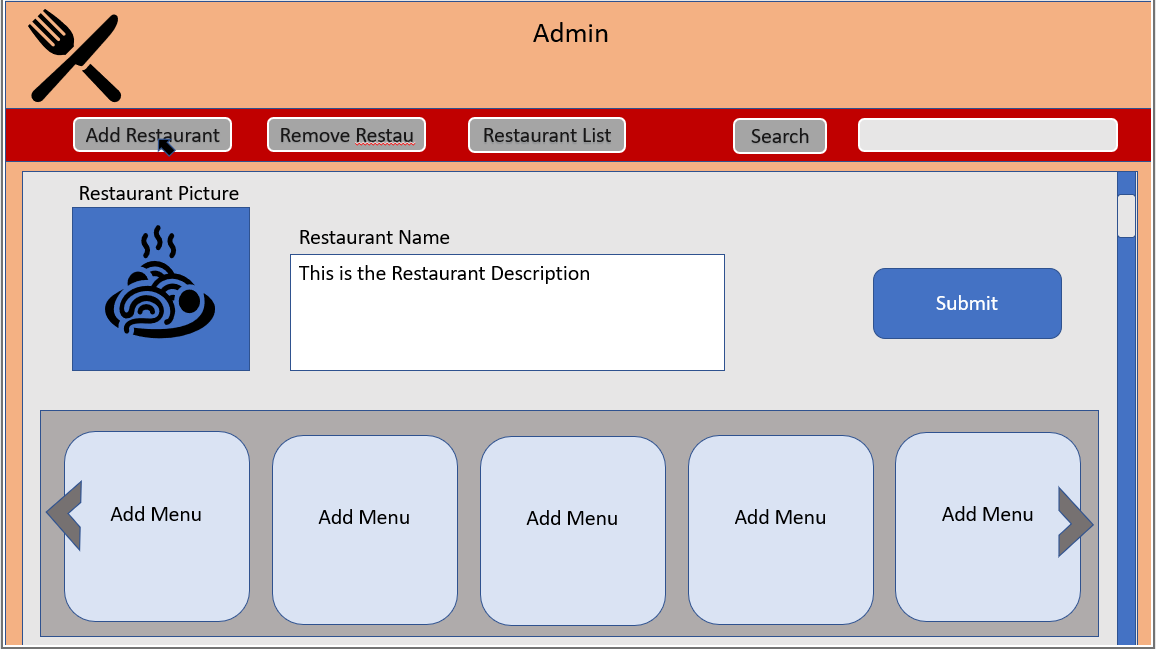 Admin
Add Restaurant
Remove Restau
Restaurant List
Search
Restaurant Picture
Restaurant Name
This is the Restaurant Description
Submit
Add Menu
Add Menu
Add Menu
Add Menu
Add Menu